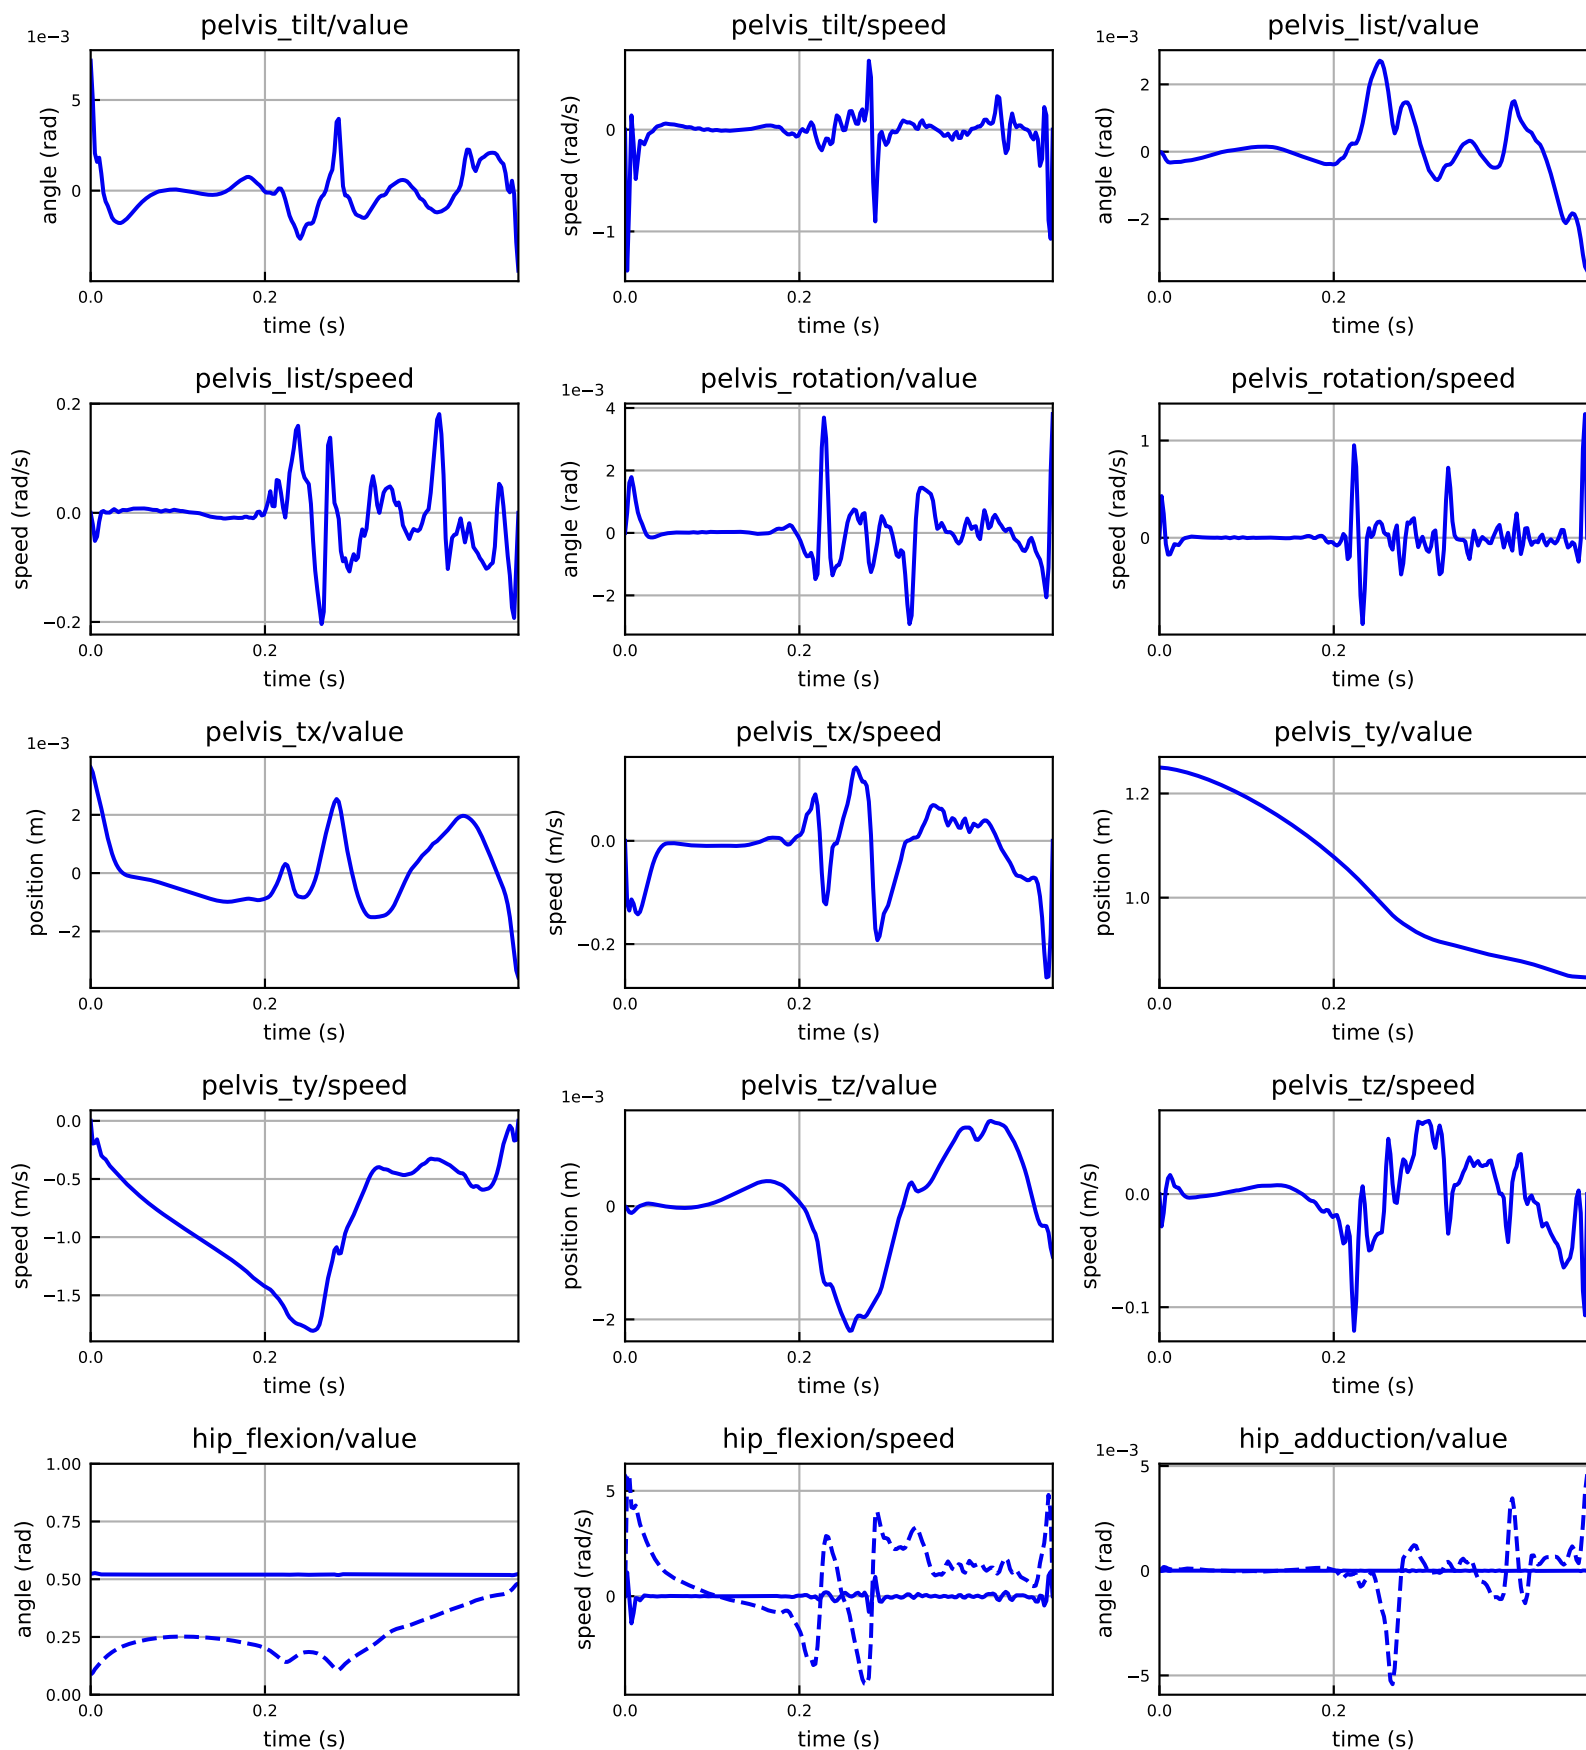 pelvis_tilt/value
1e−3
5
0
angle (rad)
0.0
0.2
time (s)
pelvis_tilt/speed
0
−1
speed (rad/s)
0.0
0.2
time (s)
pelvis_list/value
1e−3
2
0
−2
angle (rad)
0.0
0.2
time (s)
pelvis_list/speed
0.2
0.0
−0.2
speed (rad/s)
0.0
0.2
time (s)
pelvis_rotation/value
1e−3
4
2
0
−2
angle (rad)
0.0
0.2
time (s)
pelvis_rotation/speed
1
0
speed (rad/s)
0.0
0.2
time (s)
pelvis_tx/value
1e−3
2
0
−2
position (m)
0.0
0.2
time (s)
pelvis_tx/speed
0.0
−0.2
speed (m/s)
0.0
0.2
time (s)
pelvis_ty/value
1.2
1.0
position (m)
0.0
0.2
time (s)
pelvis_ty/speed
0.0
−0.5
−1.0
−1.5
speed (m/s)
0.0
0.2
time (s)
pelvis_tz/value
1e−3
0
−2
position (m)
0.0
0.2
time (s)
pelvis_tz/speed
0.0
−0.1
speed (m/s)
0.0
0.2
time (s)
hip_flexion/value
1.00
0.75
0.50
0.25
0.00
angle (rad)
0.0
0.2
time (s)
hip_flexion/speed
5
0
speed (rad/s)
0.0
0.2
time (s)
hip_adduction/value
1e−3
5
0
−5
angle (rad)
0.0
0.2
time (s)